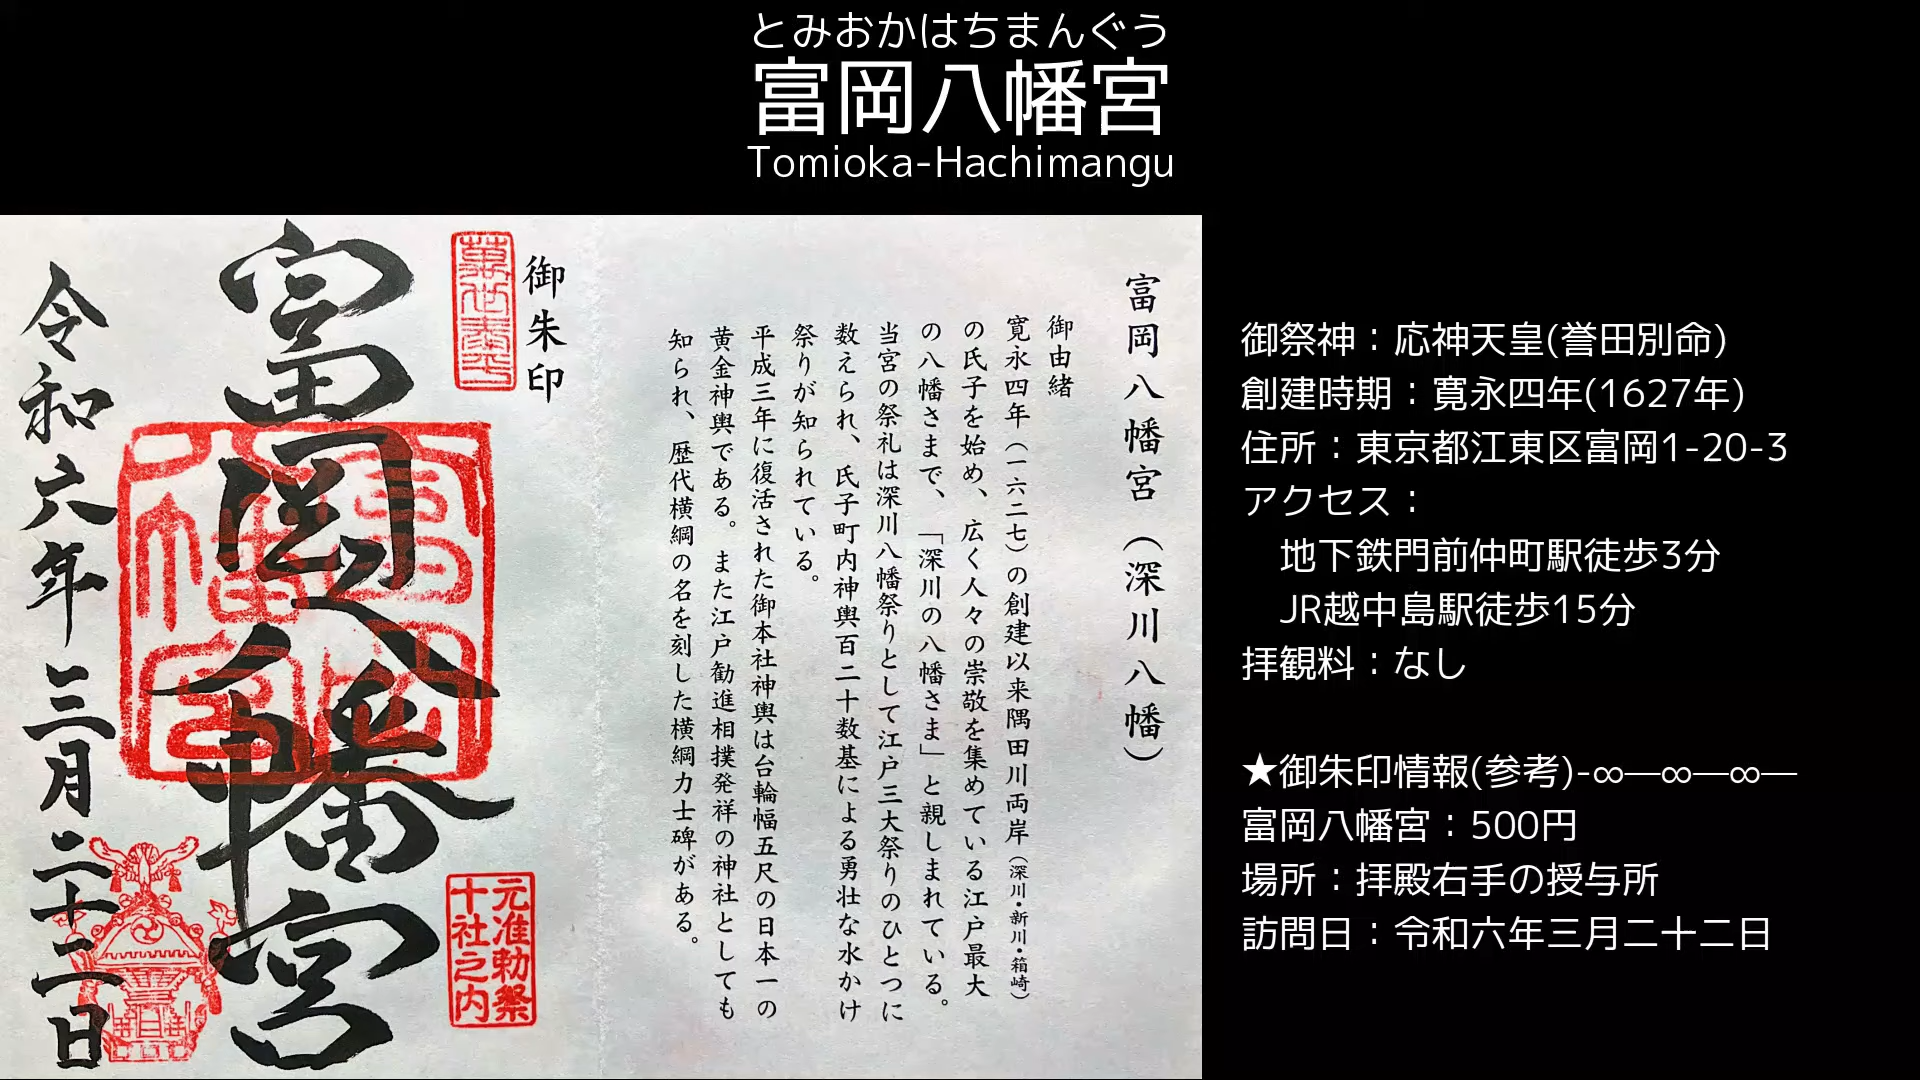 とみおかはちまんぐう
富岡八幡宮
Tomioka-Hachimangu
富岡八幡宮（深川八幡）
御由緒
寛永四年（一六二七）の創建以来隅田川両岸（深川・新川・箱崎）
の氏子を始め、広く人々の崇敬を集めている江戸最大
の八幡さまで、「深川の八幡さま」と親しまれている。
当宮の祭礼は深川八幡祭りとして江戸三大祭りのひとつに
数えられ、氏子町内神輿百二十数基による勇壮な水かけ
祭りが知られている。
平成三年に復活された御本社神輿は台輪幅五尺の日本一の
黄金神輿である。また江戸勧進相撲発祥の神社としても
知られ、歴代横綱の名を刻した横綱力士碑がある。
御朱印
元准勅祭
十社之内
富岡八幡宮
富岡八幡宮
令和六年三月二十二日
御祭神：応神天皇(誉田別命)
創建時期：寛永四年(1627年)
住所：東京都江東区富岡1-20-3
アクセス：
地下鉄門前仲町駅徒歩3分
JR越中島駅徒歩15分
拝観料：なし
★御朱印情報(参考)-∞—∞—∞—
富岡八幡宮：500円
場所：拝殿右手の授与所
訪問日：令和六年三月二十二日